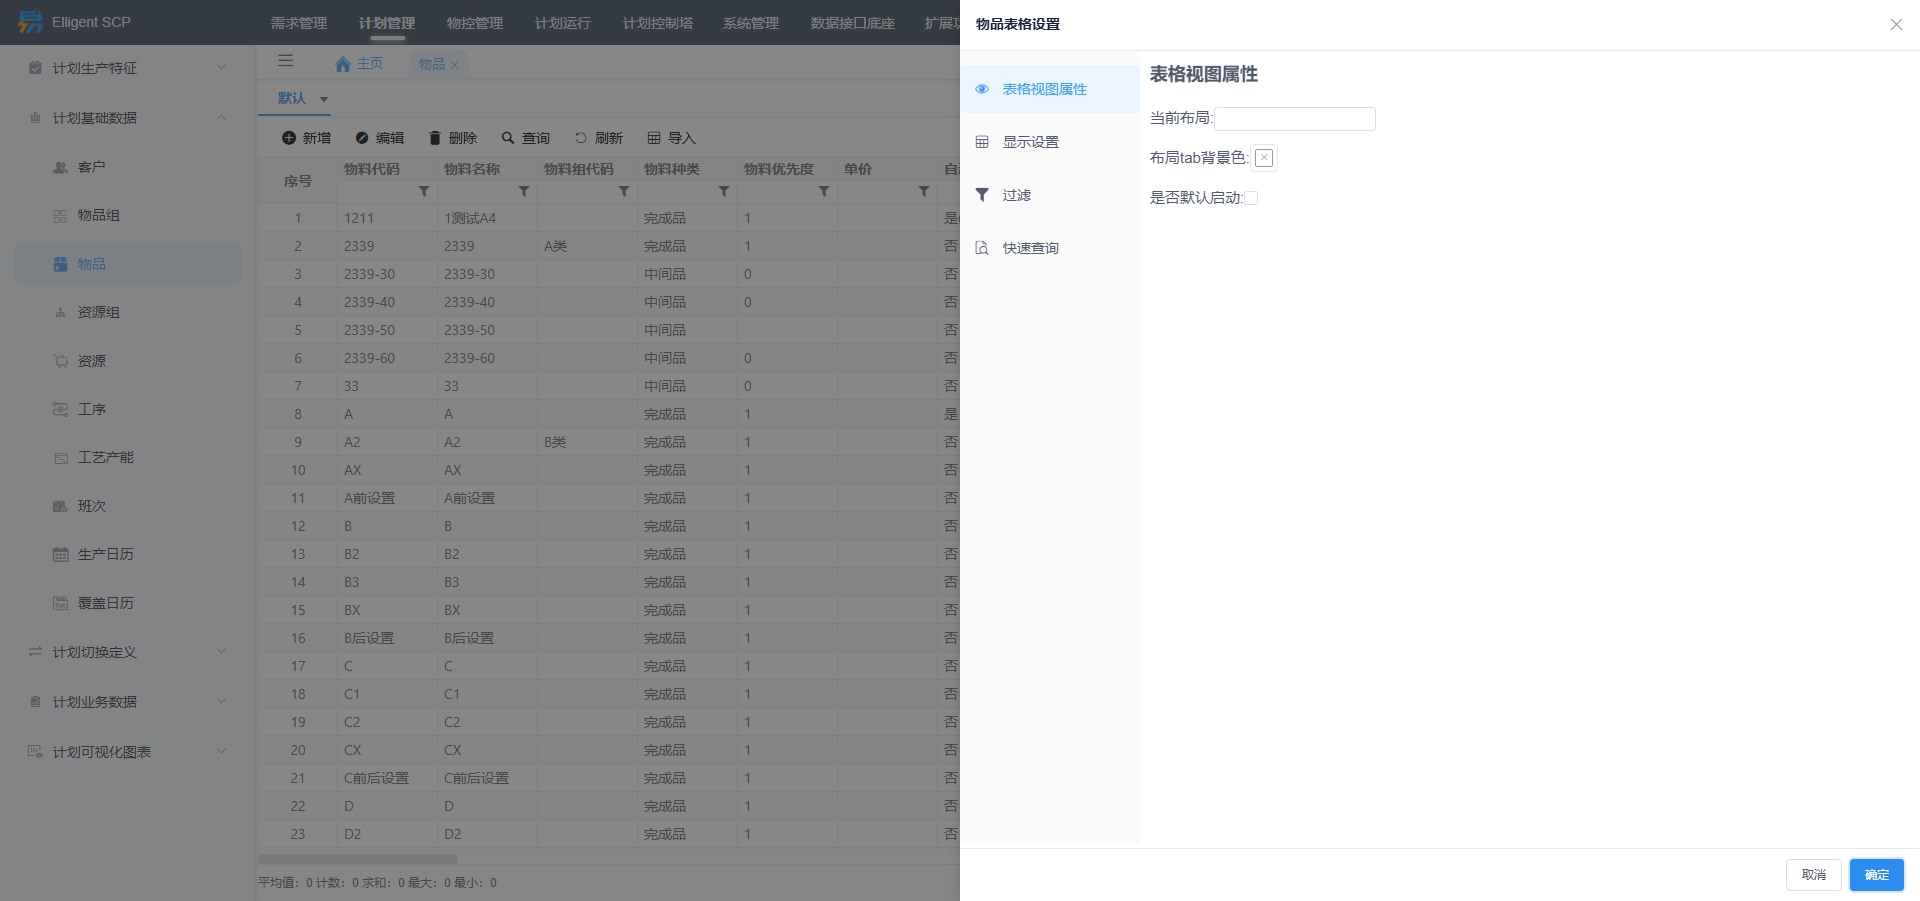 Elligent SCP
需求管理 计划管理 物控管理 计划运行 计划控制塔 系统管理 数据接口底座
计划生产特征
计划基础数据
客户
物品组
物品
资源组
资源
工序
工艺产能
班次
生产日历
覆盖日历
计划切换定义
计划业务数据
计划可视化图表
主页 物品
默认
新增 编辑 删除 查询 刷新 导入
序号 物料代码 物料名称 物料组代码 物料种类 物料优先度 单价
1 1211 1测试A4 完成品 1 是
2 2339 2339 A类 完成品 1 否
3 2339-30 2339-30 中间品 0 否
4 2339-40 2339-40 中间品 0 否
5 2339-50 2339-50 中间品 否
6 2339-60 2339-60 中间品 0 否
7 33 33 中间品 0 否
8 A A 完成品 1 是
9 A2 A2 B类 完成品 1 否
10 AX AX 完成品 1 否
11 A前设置 A前设置 完成品 1 否
12 B B 完成品 1 否
13 B2 B2 完成品 1 否
14 B3 B3 完成品 1 否
15 BX BX 完成品 1 否
16 B后设置 B后设置 完成品 1 否
17 C C 完成品 1 否
18 C1 C1 完成品 1 否
19 C2 C2 完成品 1 否
20 CX CX 完成品 1 否
21 C前后设置 C前后设置 完成品 1 否
22 D D 完成品 1 否
23 D2 D2 完成品 1 否
平均值: 0 计数: 0 求和: 0 最大: 0 最小: 0
物品表格设置
表格视图属性
显示设置
过滤
快速查询
表格视图属性
当前布局:
布局tab背景色:
是否默认启动:
取消 确定